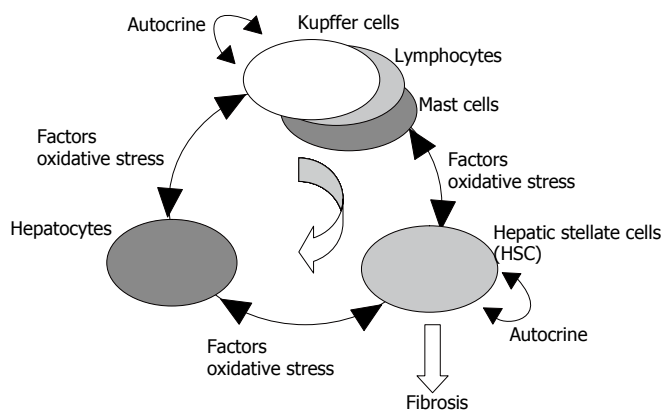 Autocrine
Kupffer cells
Lymphocytes
Mast cells
Factors
oxidative stress
Factors
oxidative stress
Hepatocytes
Hepatic stellate cells
(HSC)
Factors
oxidative stress
Autocrine
Fibrosis